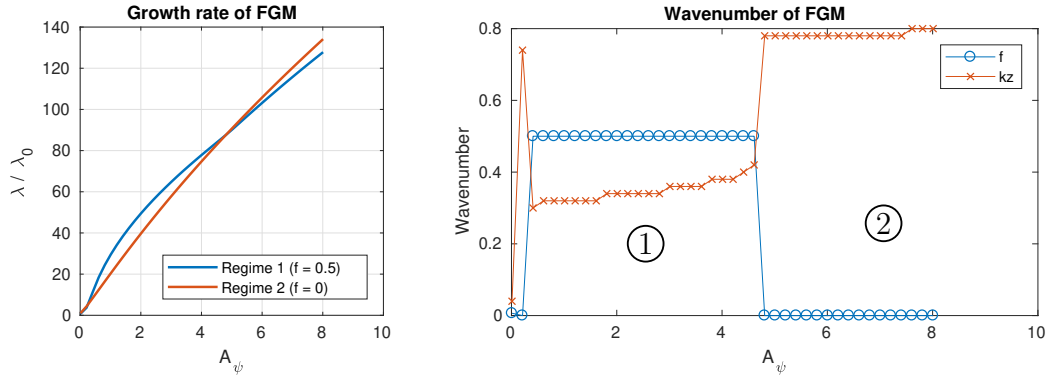 Growth rate of FGM
140
120
100
80
60
40
20
0
λ / λ₀
0 2 4 6 8 10
A_ψ
Regime 1 (f = 0.5)
Regime 2 (f = 0)
Wavenumber of FGM
0.8
0.6
0.4
0.2
0
Wavenumber
0 2 4 6 8 10
A_ψ
f
kz
1
2